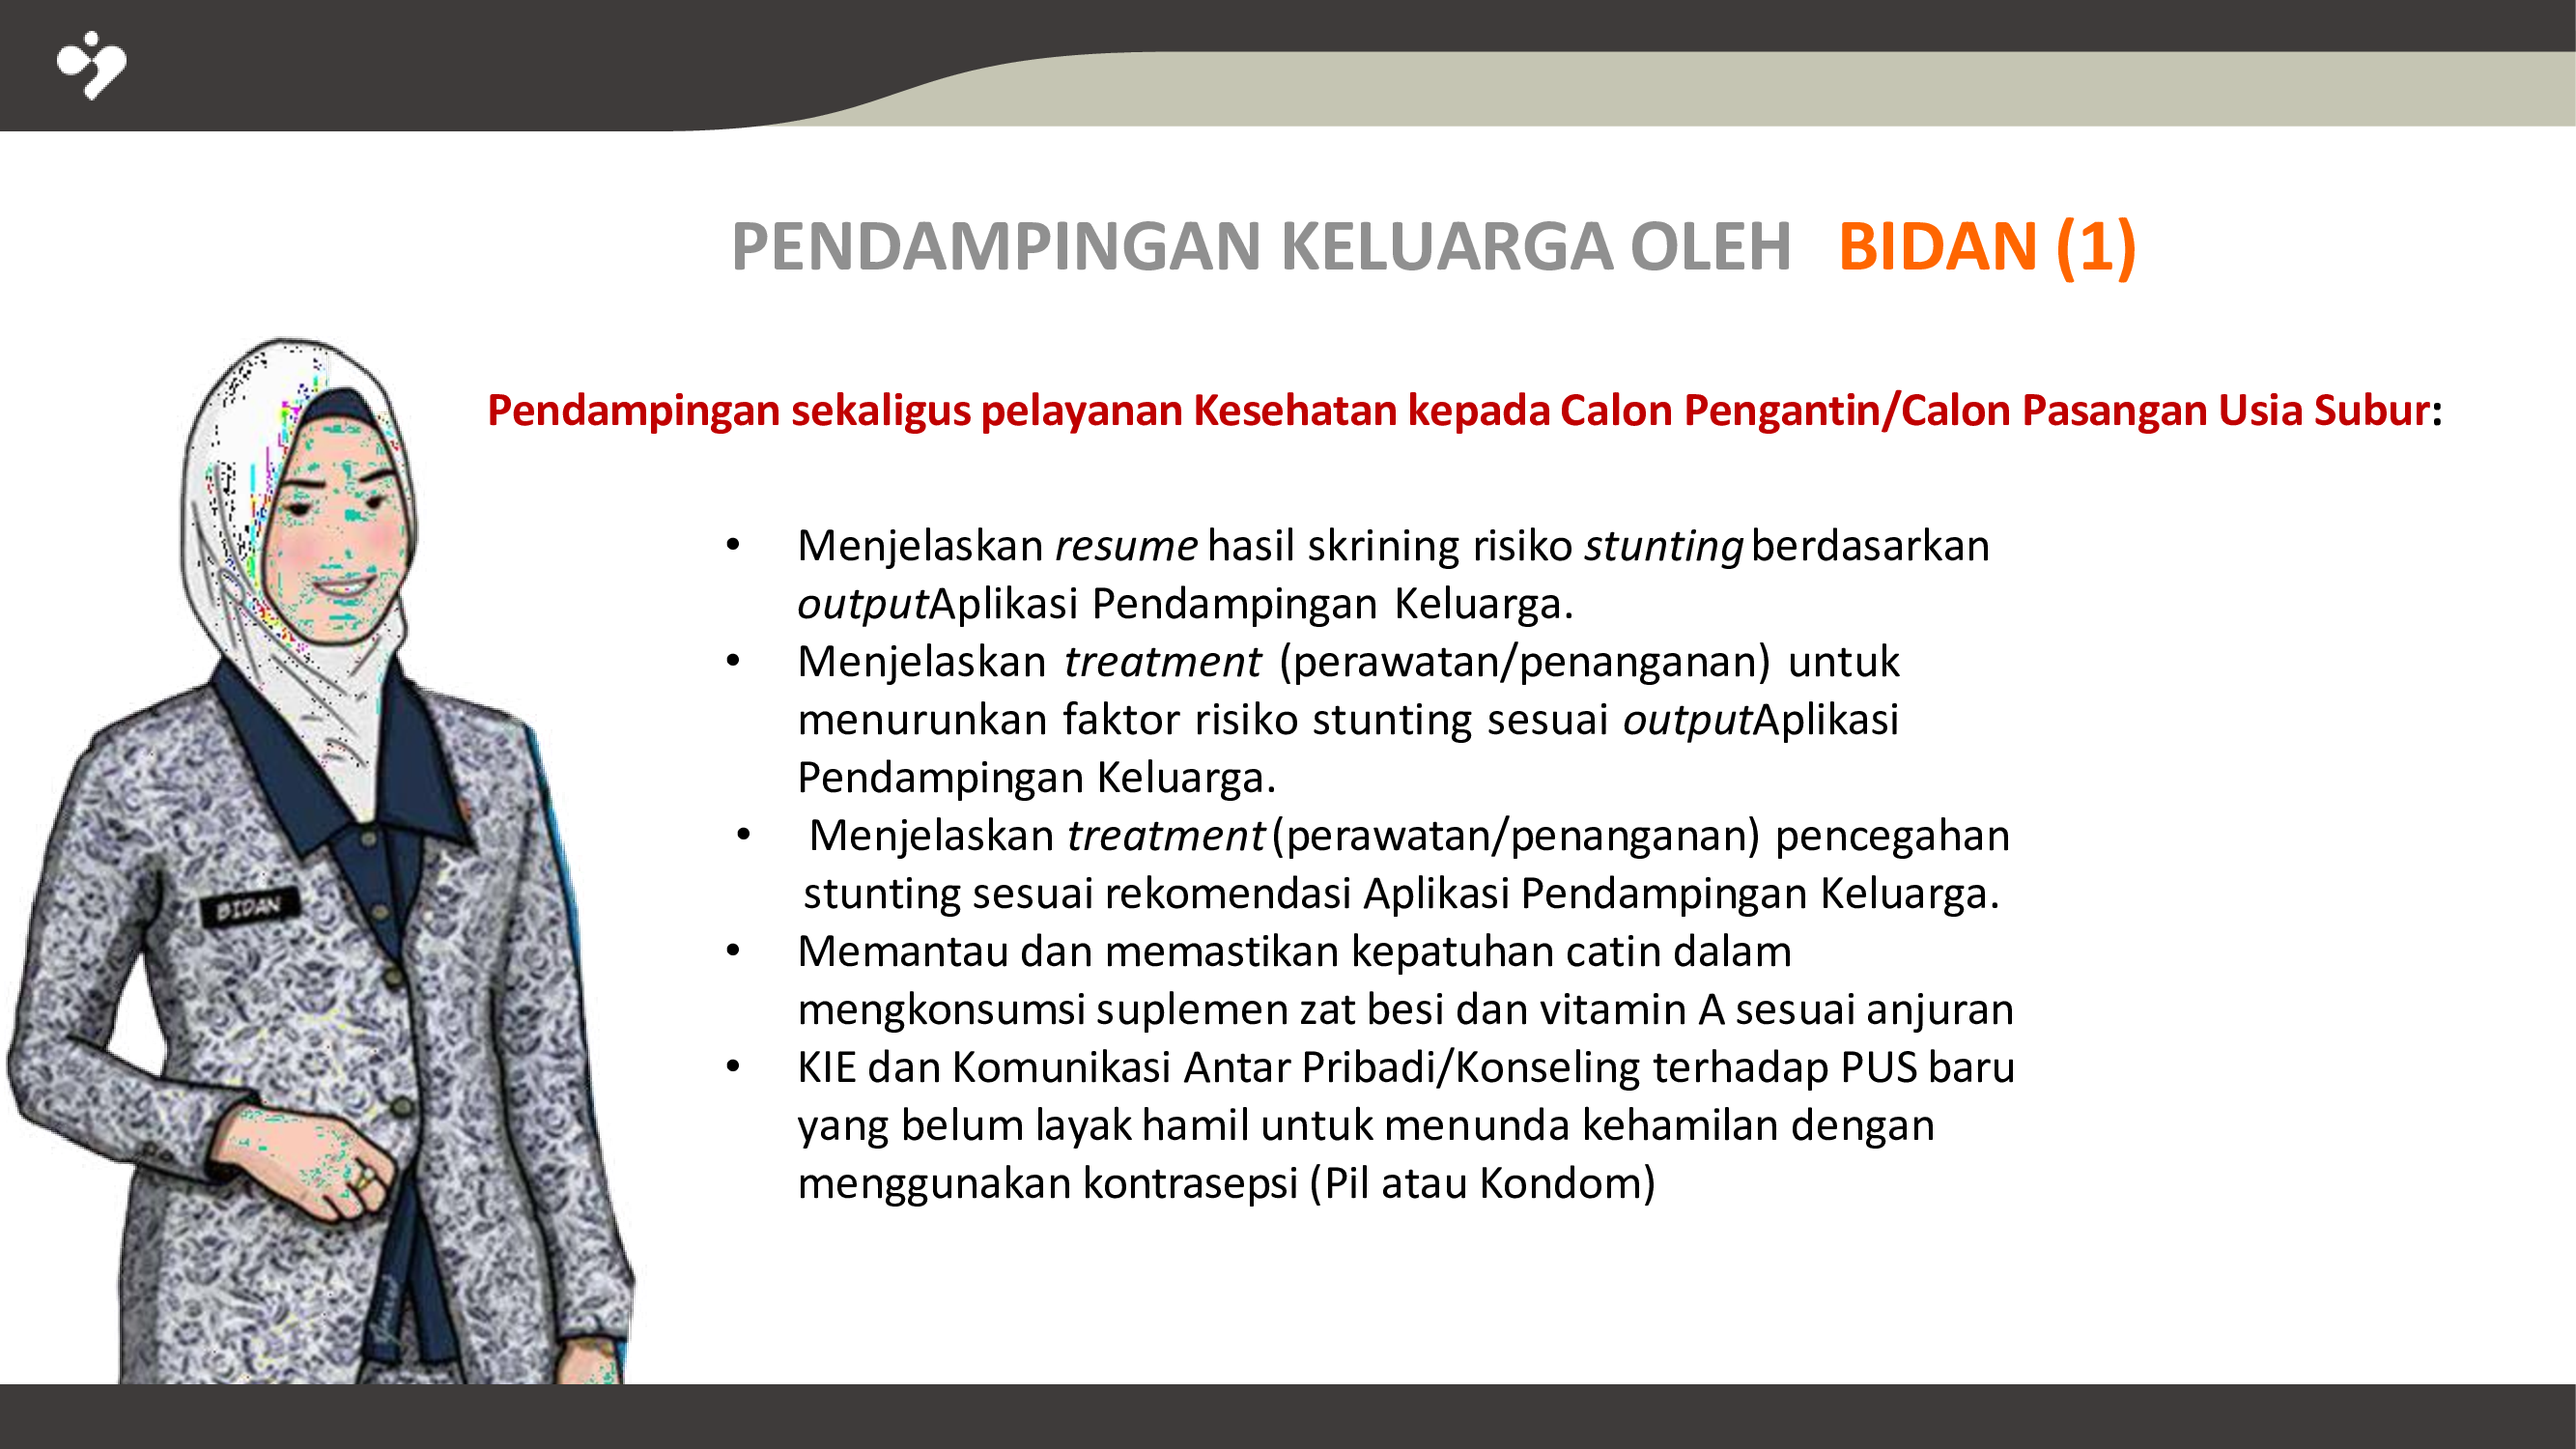 PENDAMPINGAN KELUARGA OLEH BIDAN (1)
Pendampingan sekaligus pelayanan Kesehatan kepada Calon Pengantin/Calon Pasangan Usia Subur:
• Menjelaskan resume hasil skrining risiko stunting berdasarkan
outputAplikasi Pendampingan Keluarga.
• Menjelaskan treatment (perawatan/penanganan) untuk
menurunkan faktor risiko stunting sesuai outputAplikasi
Pendampingan Keluarga.
• Menjelaskan treatment (perawatan/penanganan) pencegahan
stunting sesuai rekomendasi Aplikasi Pendampingan Keluarga.
• Memantau dan memastikan kepatuhan catin dalam
mengkonsumsi suplemen zat besi dan vitamin A sesuai anjuran
• KIE dan Komunikasi Antar Pribadi/Konseling terhadap PUS baru
yang belum layak hamil untuk menunda kehamilan dengan
menggunakan kontrasepsi (Pil atau Kondom)
BIDAN